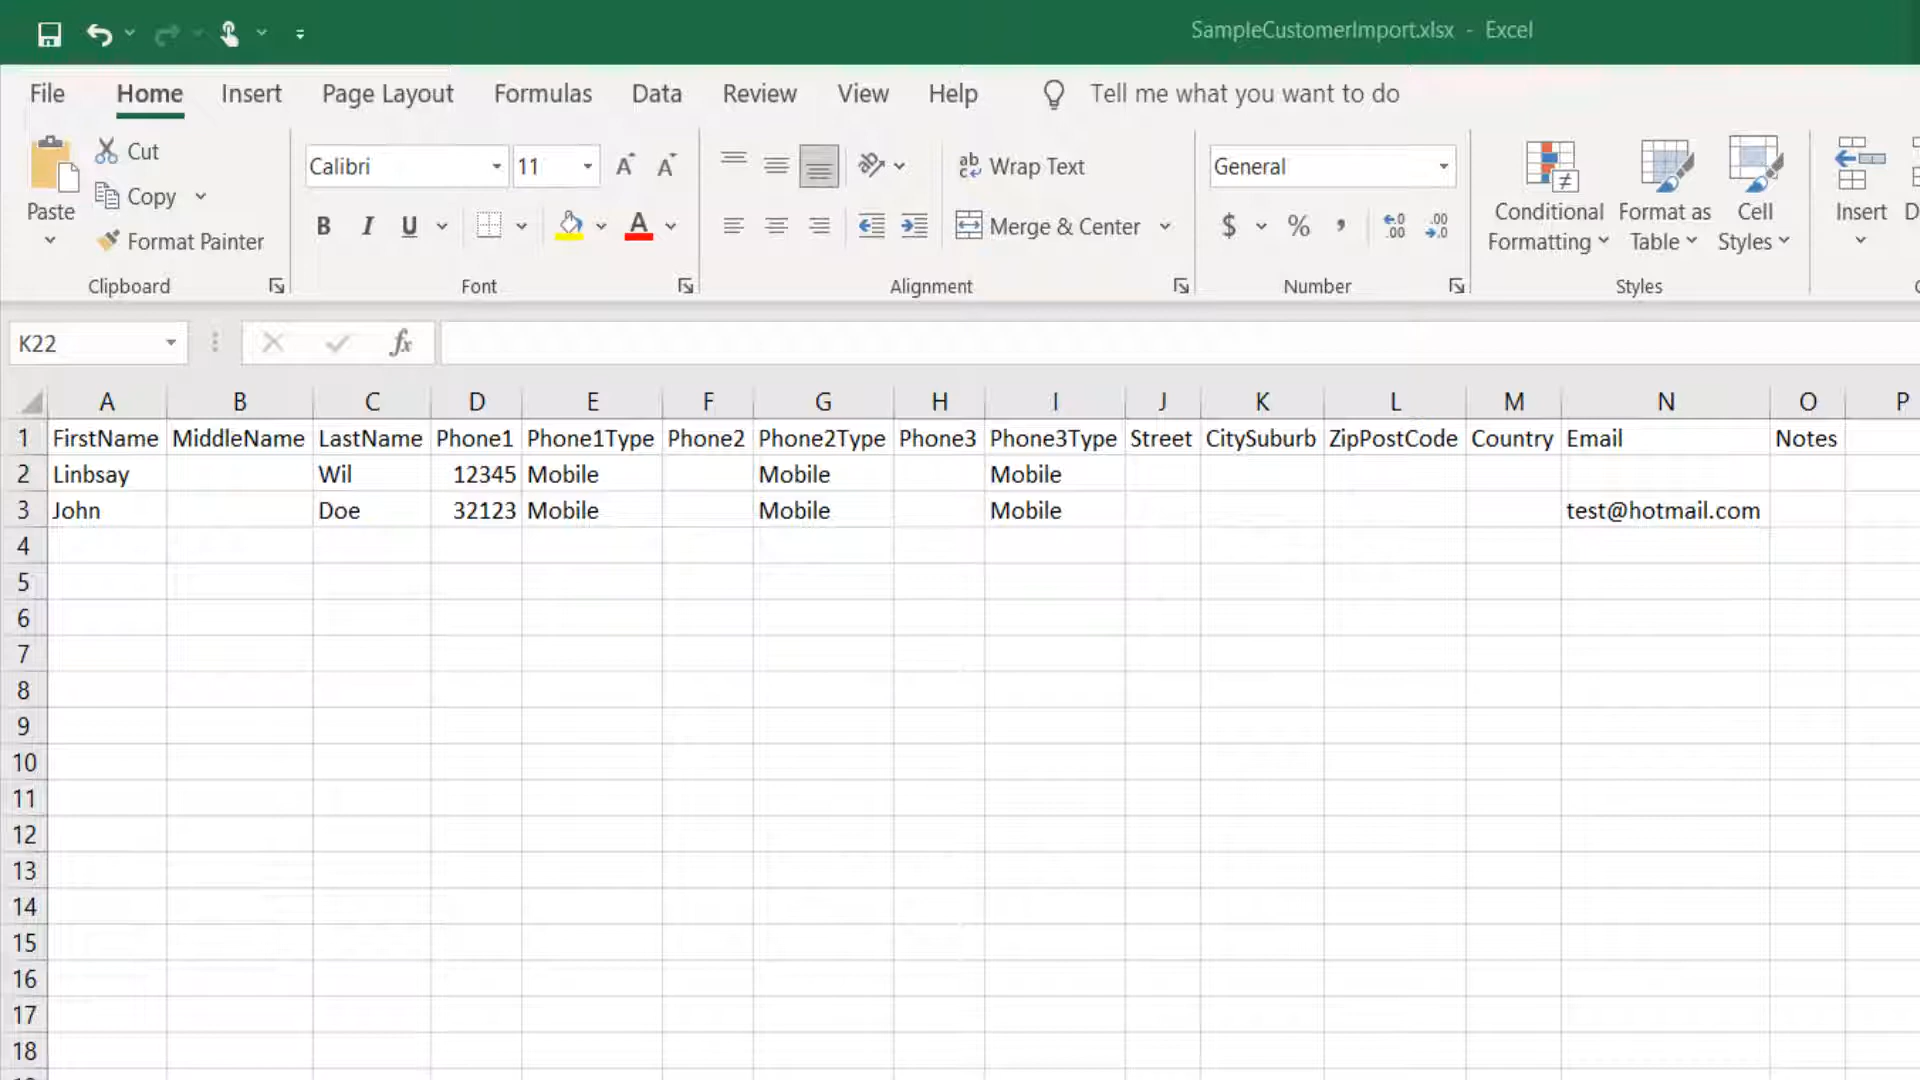 SampleCustomerImport.xlsx - Excel
File Home Insert Page Layout Formulas Data Review View Help Tell me what you want to do
Paste
Cut
Copy
Format Painter
Clipboard
Calibri 11
B I U A
Font
ab Wrap Text
Merge & Center
Alignment
General
$ % , .00 .00
Number
Conditional Formatting
Format as Table
Cell Styles
Styles
Insert
K22 fx
A B C D E F G H I J K L M N O P
1 FirstName MiddleName LastName Phone1 Phone1Type Phone2 Phone2Type Phone3 Phone3Type Street CitySuburb ZipPostCode Country Email Notes
2 Linbsay Wil 12345 Mobile Mobile Mobile
3 John Doe 32123 Mobile Mobile Mobile test@hotmail.com
4
5
6
7
8
9
10
11
12
13
14
15
16
17
18